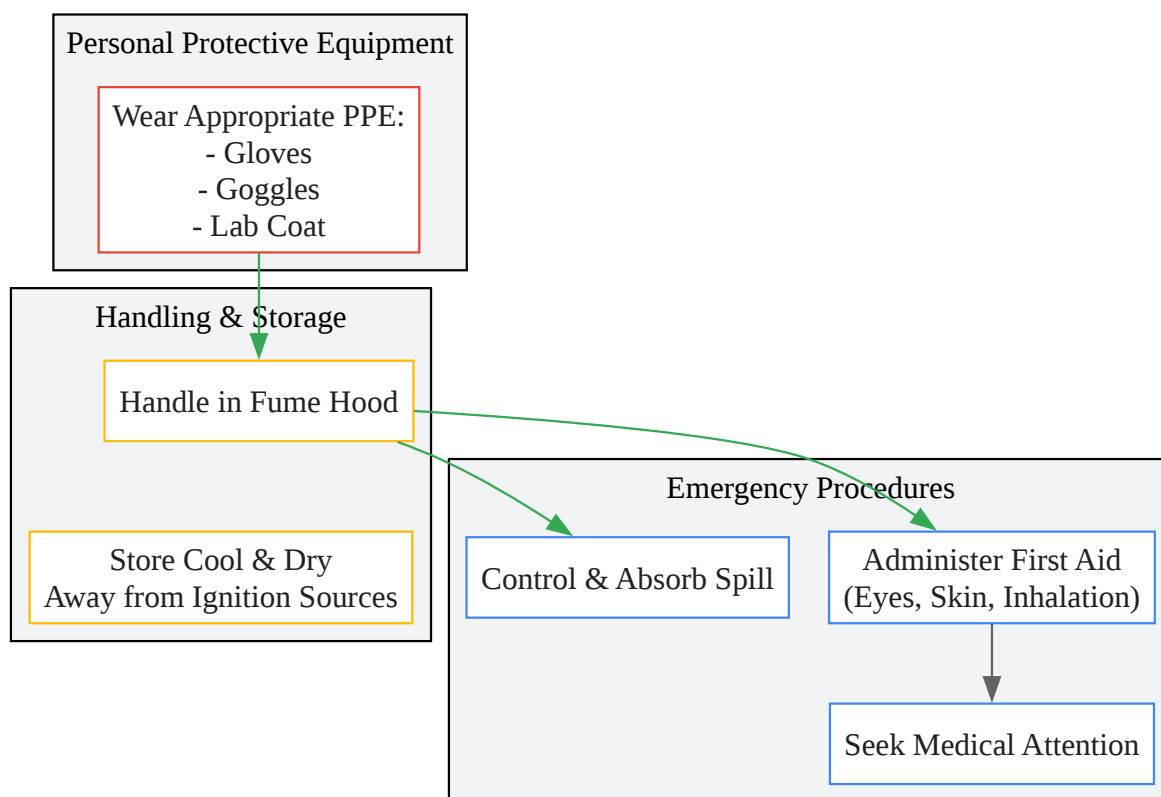 Personal Protective Equipment
Wear Appropriate PPE:
- Gloves
- Goggles
- Lab Coat
Handling & Storage
Handle in Fume Hood
Store Cool & Dry
Away from Ignition Sources
Emergency Procedures
Control & Absorb Spill
Administer First Aid
(Eyes, Skin, Inhalation)
Seek Medical Attention